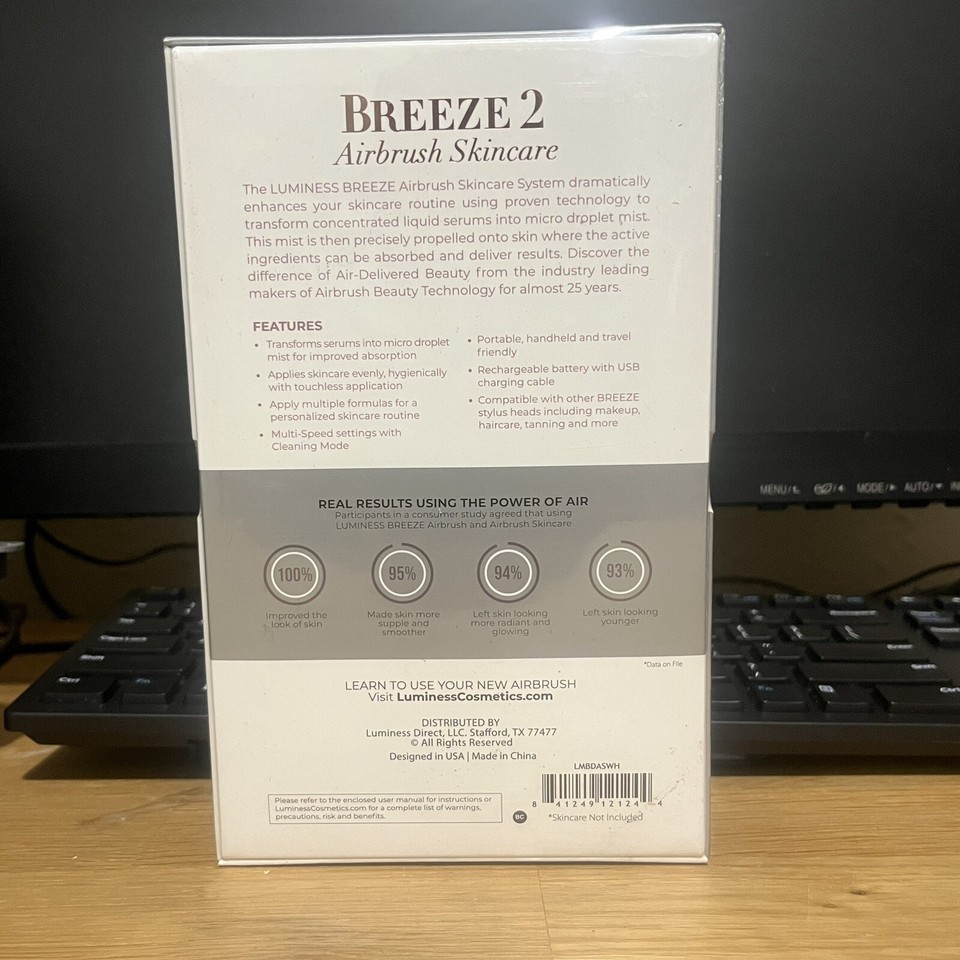 BREEZE 2
Airbrush Skincare
The LUMINESS BREEZE Airbrush Skincare System dramatically
enhances your skincare routine using proven technology to
transform concentrated liquid serums into micro droplet mist.
This mist is then precisely propelled onto skin where the active
ingredients can be absorbed and deliver results. Discover the
difference of Air-Delivered Beauty from the industry leading
makers of Airbrush Beauty Technology for almost 25 years.
FEATURES
• Transforms serums into micro droplet
mist for improved absorption
• Applies skincare evenly, hygienically
with touchless application
• Apply multiple formulas for a
personalized skincare routine
• Multi-Speed settings with
Cleaning Mode
• Portable, handheld and travel
friendly
• Rechargeable battery with USB
charging cable
• Compatible with other BREEZE
stylus heads including makeup,
haircare, tanning and more
REAL RESULTS USING THE POWER OF AIR
Participants in a consumer study agreed that using
LUMINESS BREEZE Airbrush and Airbrush Skincare
100%
Improved the
look of skin
95%
Made skin more
supple and
smoother
94%
Left skin looking
more radiant and
glowing
93%
Left skin looking
younger
*Data on File
LEARN TO USE YOUR NEW AIRBRUSH
Visit LuminessCosmetics.com
DISTRIBUTED BY
Luminess Direct, LLC. Stafford, TX 77477
© All Rights Reserved
Designed in USA | Made in China
LMBDASWH
8 41249 12124 4
*Skincare Not Included
BC
Please refer to the enclosed user manual for instructions or
LuminessCosmetics.com for a complete list of warnings,
precautions, risk and benefits.
MENU/ MODE/ AUTO/
Shift
Ctrl
Fn
Enter
Shift
Ctrl